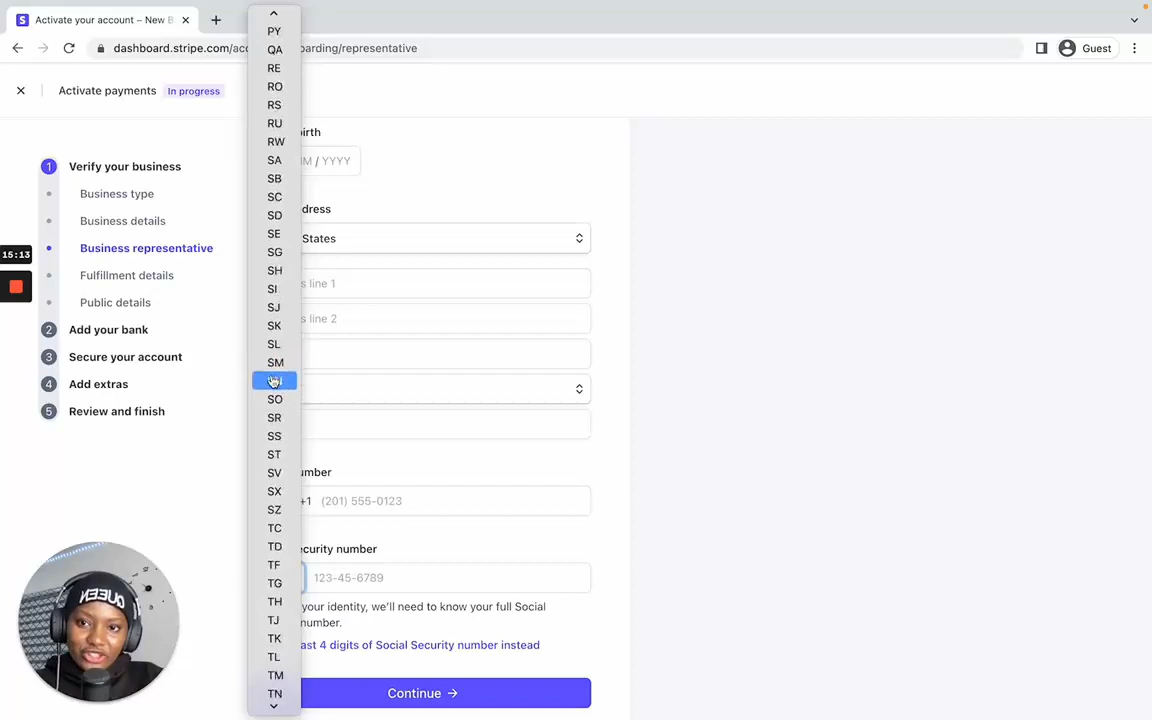 Activate your account – New B
dashboard.stripe.com/acc
arding/representative
Guest
Activate payments
In progress
1
Verify your business
Business type
Business details
Business representative
Fulfillment details
Public details
2
Add your bank
3
Secure your account
4
Add extras
5
Review and finish
15:13
PY
QA
RE
RO
RS
RU
RW
SA
SB
SC
SD
SE
SG
SH
SI
SJ
SK
SL
SM
SO
SR
SS
ST
SV
SX
SZ
TC
TD
TF
TG
TH
TJ
TK
TL
TM
TN
irth
M / YYYY
dress
States
s line 1
s line 2
umber
+1 (201) 555-0123
ecurity number
123-45-6789
your identity, we'll need to know your full Social
number.
ast 4 digits of Social Security number instead
Continue →
QUEEN